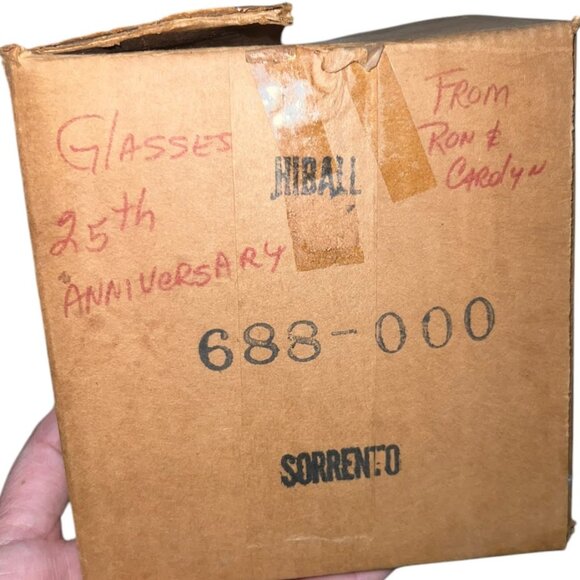 Glasses
25th
ANNIVERSARY
HIBALL
FROM
RON &
CAROLYN
688-000
SORRENTO